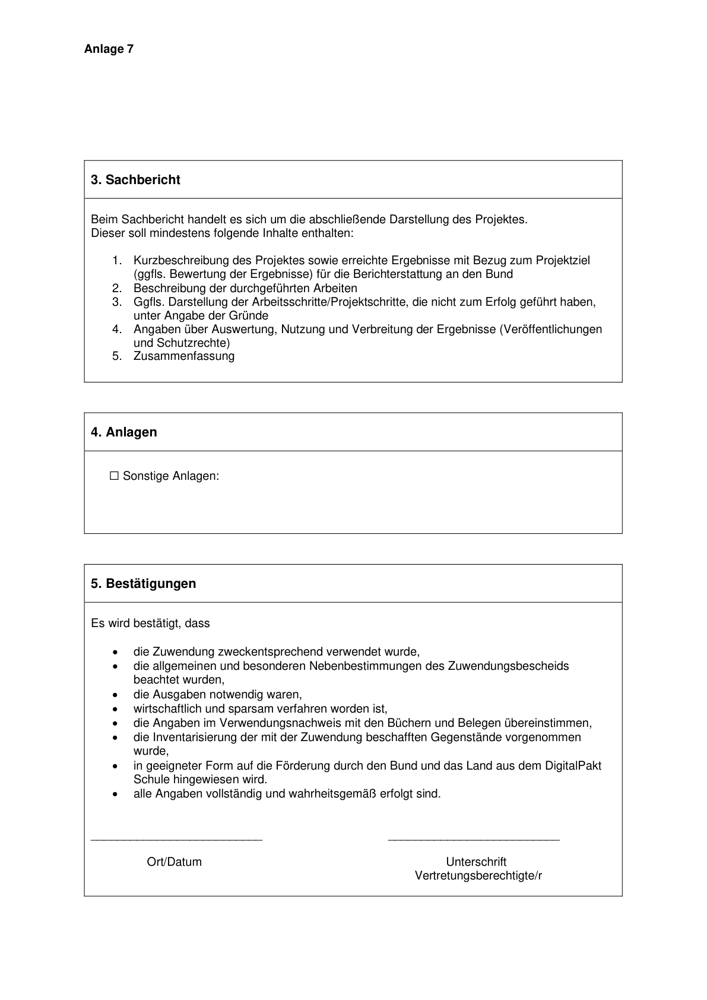 Anlage 7
3. Sachbericht
Beim Sachbericht handelt es sich um die abschließende Darstellung des Projektes.
Dieser soll mindestens folgende Inhalte enthalten:
1. Kurzbeschreibung des Projektes sowie erreichte Ergebnisse mit Bezug zum Projektziel
(ggfls. Bewertung der Ergebnisse) für die Berichterstattung an den Bund
2. Beschreibung der durchgeführten Arbeiten
3. Ggfls. Darstellung der Arbeitsschritte/Projektschritte, die nicht zum Erfolg geführt haben,
unter Angabe der Gründe
4. Angaben über Auswertung, Nutzung und Verbreitung der Ergebnisse (Veröffentlichungen
und Schutzrechte)
5. Zusammenfassung
4. Anlagen
☐ Sonstige Anlagen:
5. Bestätigungen
Es wird bestätigt, dass
• die Zuwendung zweckentsprechend verwendet wurde,
• die allgemeinen und besonderen Nebenbestimmungen des Zuwendungsbescheids
beachtet wurden,
• die Ausgaben notwendig waren,
• wirtschaftlich und sparsam verfahren worden ist,
• die Angaben im Verwendungsnachweis mit den Büchern und Belegen übereinstimmen,
• die Inventarisierung der mit der Zuwendung beschafften Gegenstände vorgenommen
wurde,
• in geeigneter Form auf die Förderung durch den Bund und das Land aus dem DigitalPakt
Schule hingewiesen wird.
• alle Angaben vollständig und wahrheitsgemäß erfolgt sind.
__________________________ __________________________
Ort/Datum Unterschrift
Vertretungsberechtigte/r